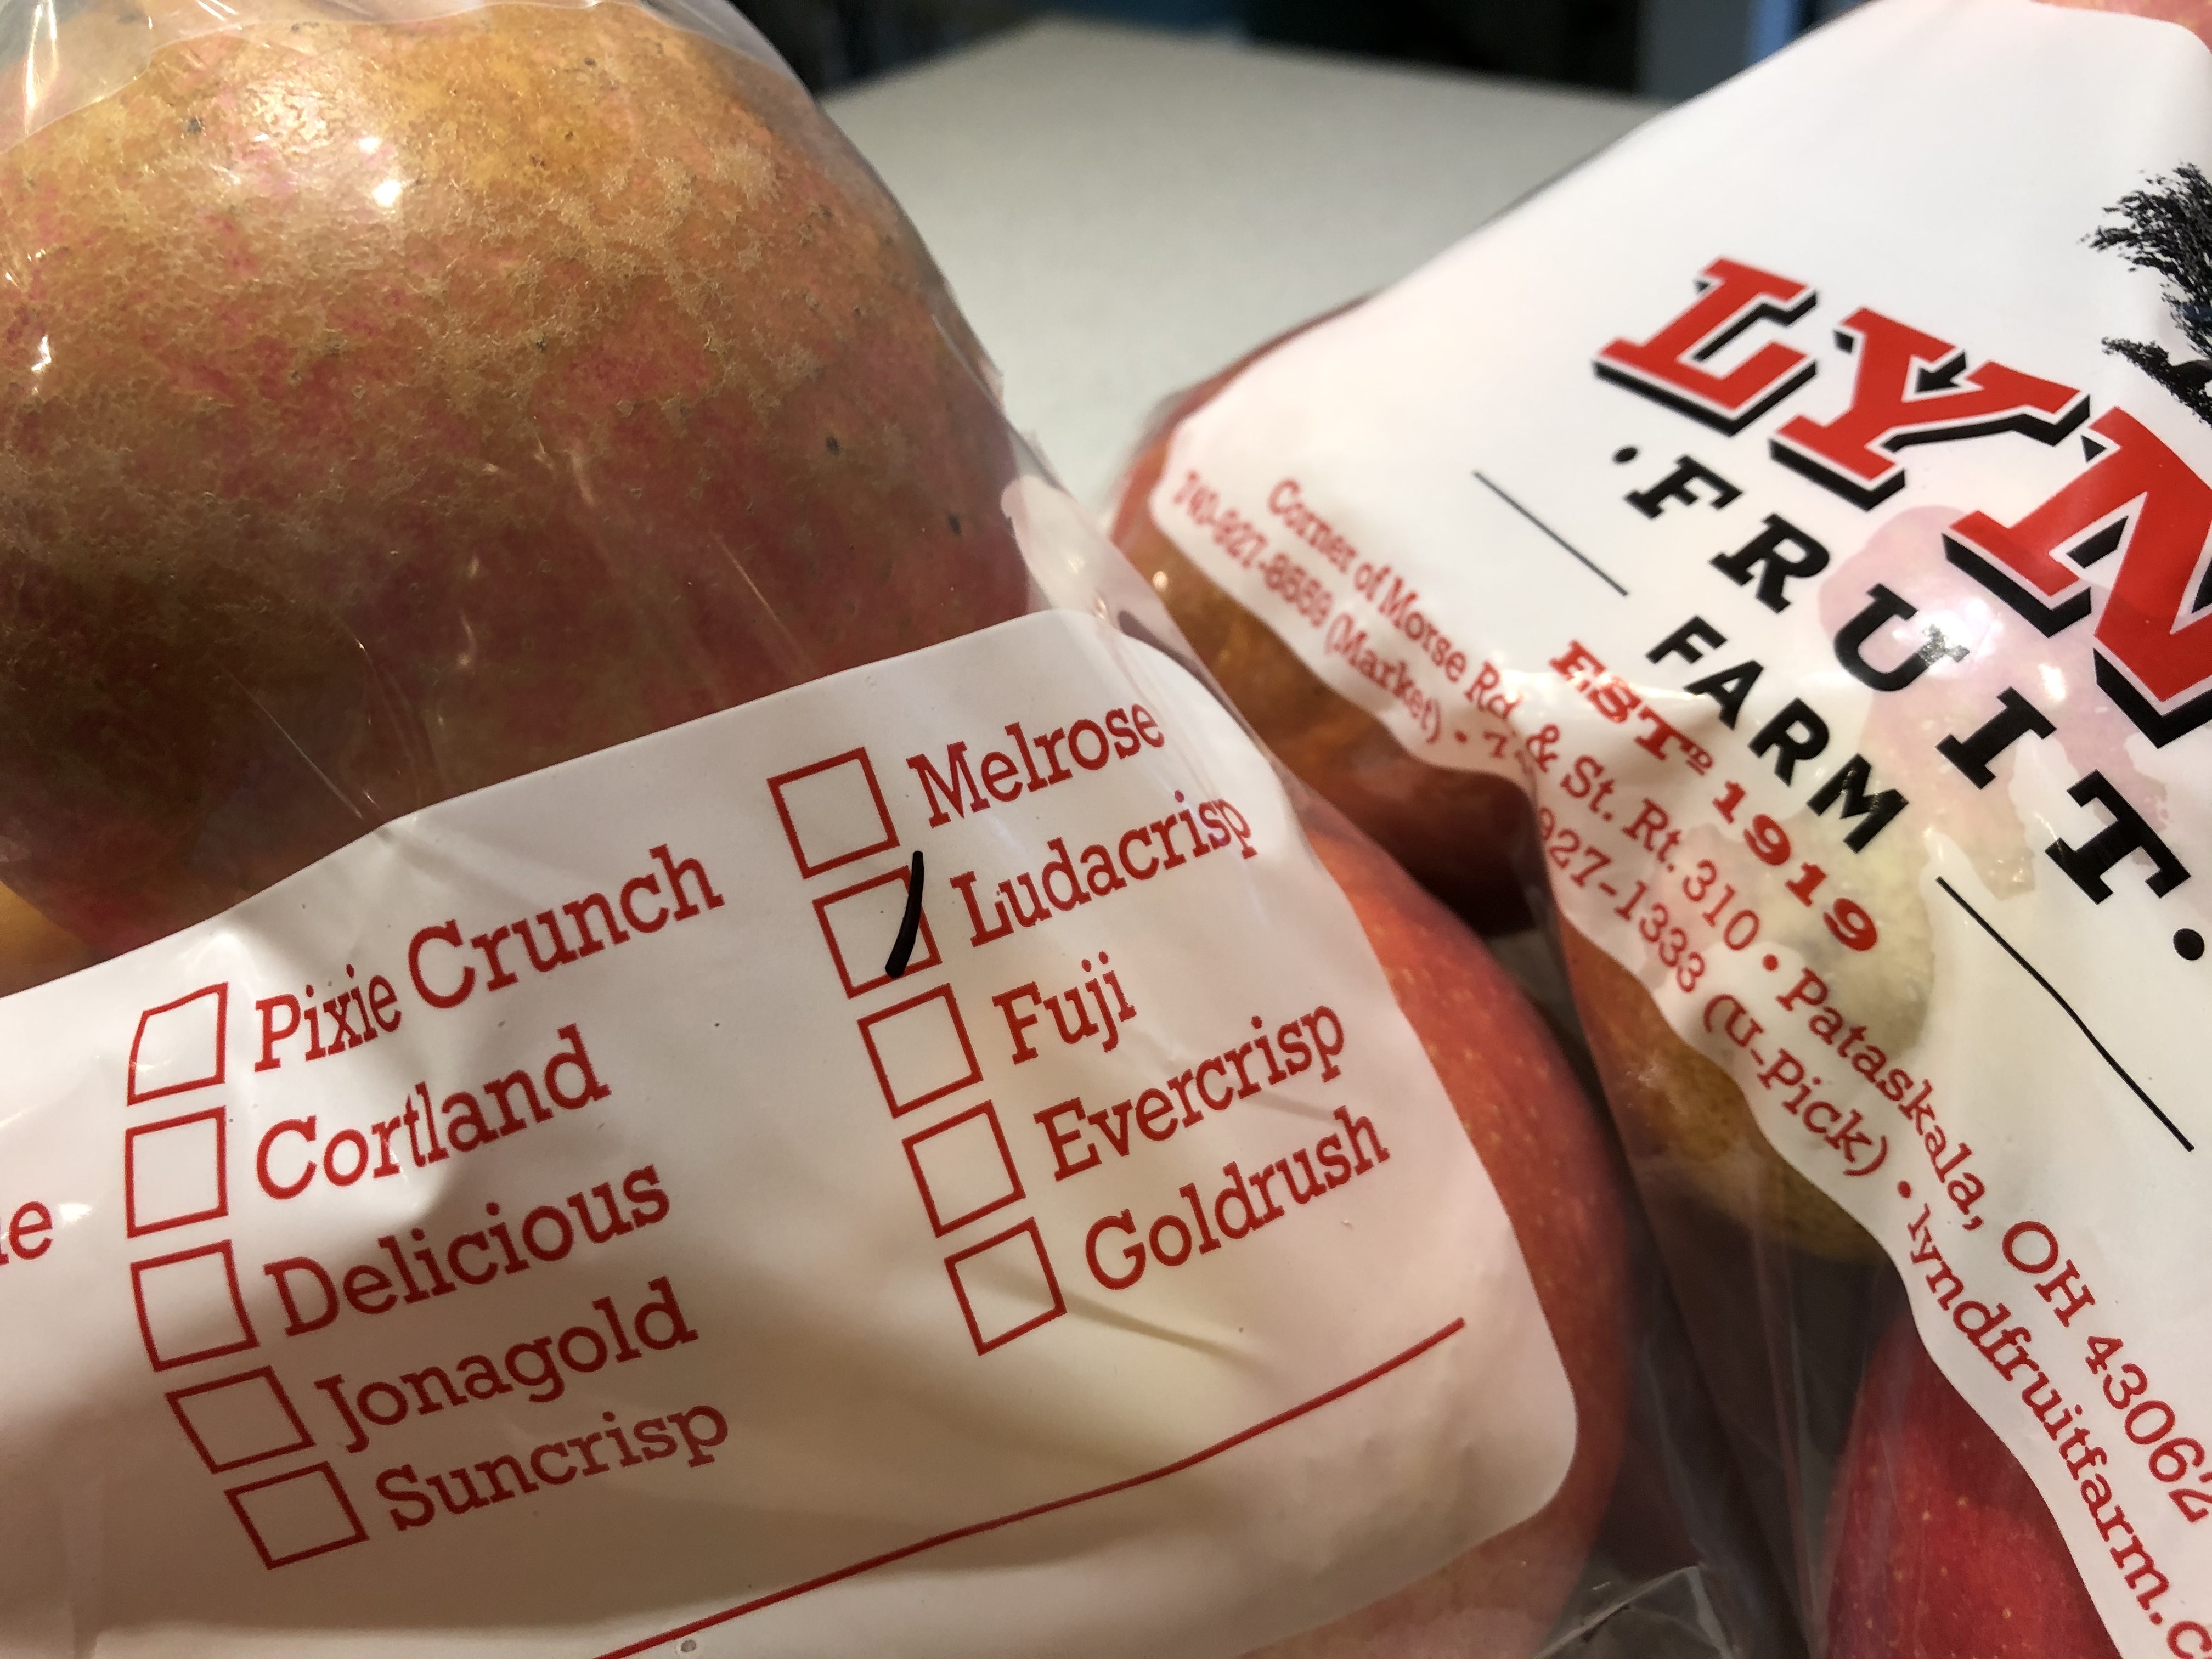 Pixie Crunch
Cortland
Delicious
Jonagold
Suncrisp
Melrose
Ludacrisp
Fuji
Evercrisp
Goldrush
LYN
• FRUIT •
FARM
ESTD 1919
Corner of Morse Rd. & St. Rt. 310 • Pataskala, OH 43062
740-927-8559 (Market) • 927-1333 (U-Pick) • lyndfruitfarm.c